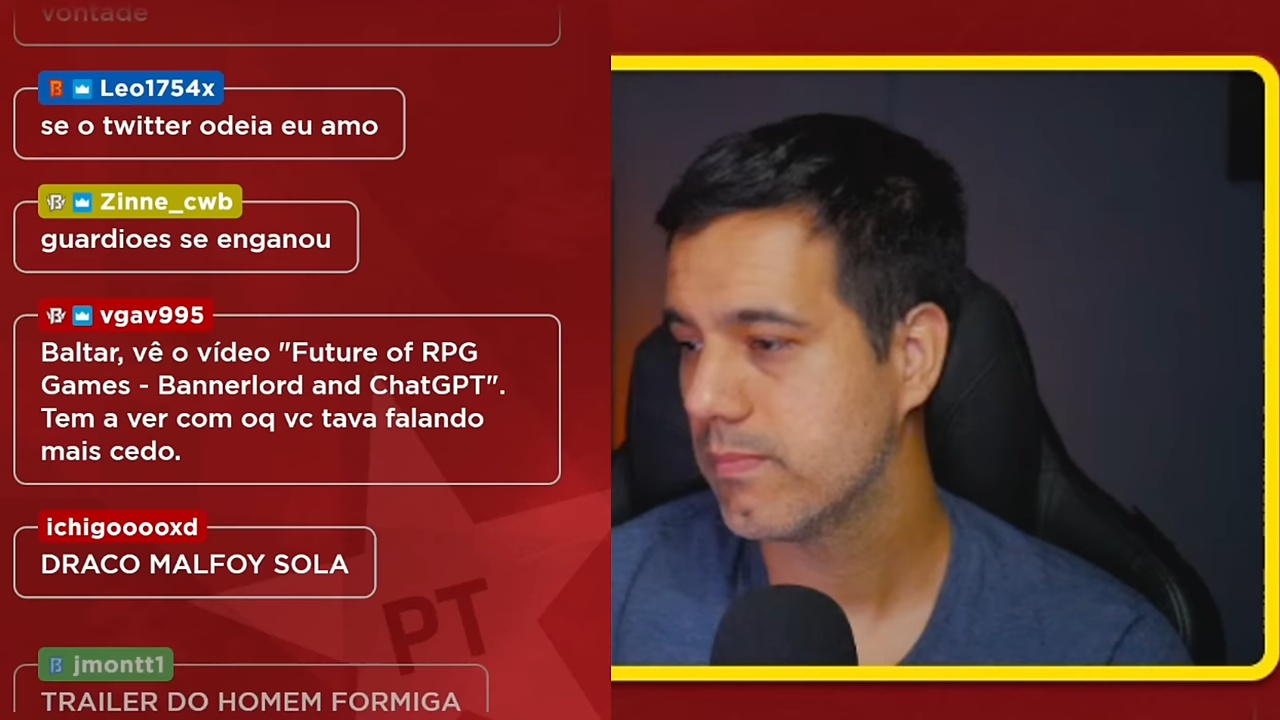 vontade
Leo1754x
se o twitter odeia eu amo
Zinne_cwb
guardioes se enganou
vgav995
Baltar, vê o vídeo "Future of RPG
Games - Bannerlord and ChatGPT".
Tem a ver com oq vc tava falando
mais cedo.
ichigooooxd
DRACO MALFOY SOLA
PT
jmontt1
TRAILER DO HOMEM FORMIGA